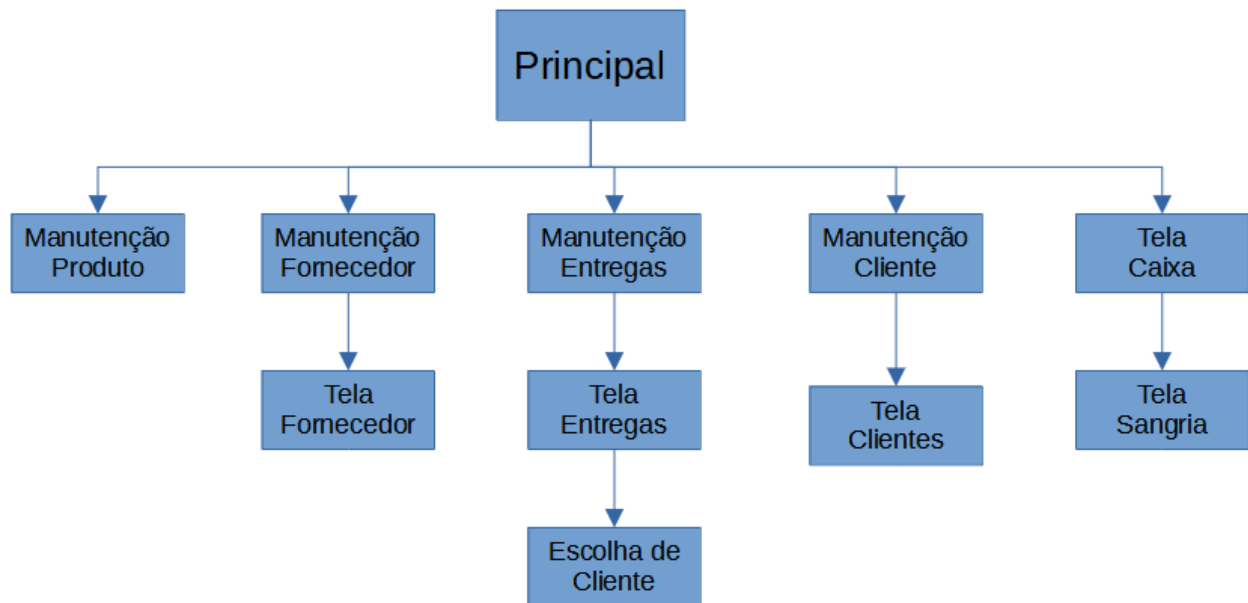 Principal
Manutenção
Produto
Manutenção
Fornecedor
Manutenção
Entregas
Manutenção
Cliente
Tela
Caixa
Tela
Fornecedor
Tela
Entregas
Tela
Clientes
Tela
Sangria
Escolha de
Cliente